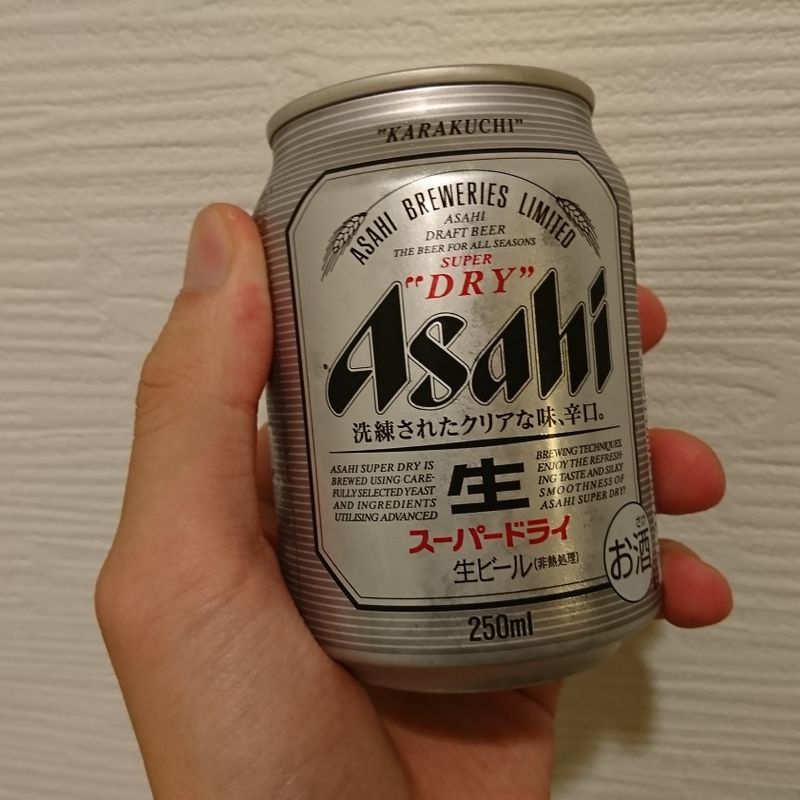 "KARAKUCHI"
ASAHI BREWERIES LIMITED
ASAHI
DRAFT BEER
THE BEER FOR ALL SEASONS
SUPER
"DRY"
Asahi
洗練されたクリアな味、辛口。
ASAHI SUPER DRY IS
BREWED USING CARE-
FULLY SELECTED YEAST
AND INGREDIENTS
UTILISING ADVANCED
生
BREWING TECHNIQUES.
ENJOY THE REFRESH-
ING TASTE AND SILKY
SMOOTHNESS OF
ASAHI SUPER DRY!
スーパードライ
生ビール(非熱処理)
さけ
お酒
250ml